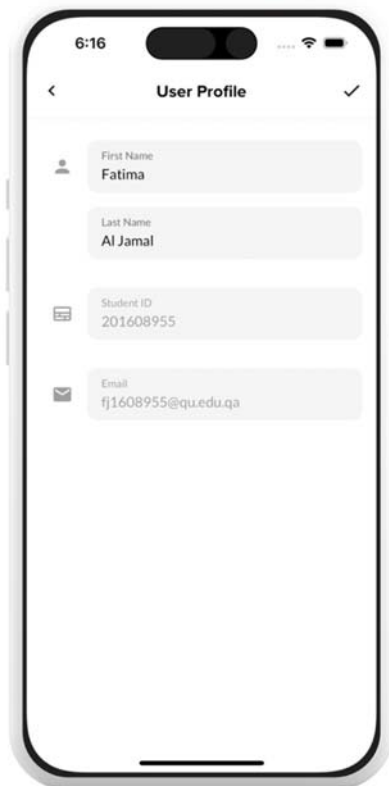 6:16
User Profile
First Name
Fatima
Last Name
Al Jamal
Student ID
201608955
Email
fj1608955@qu.edu.qa